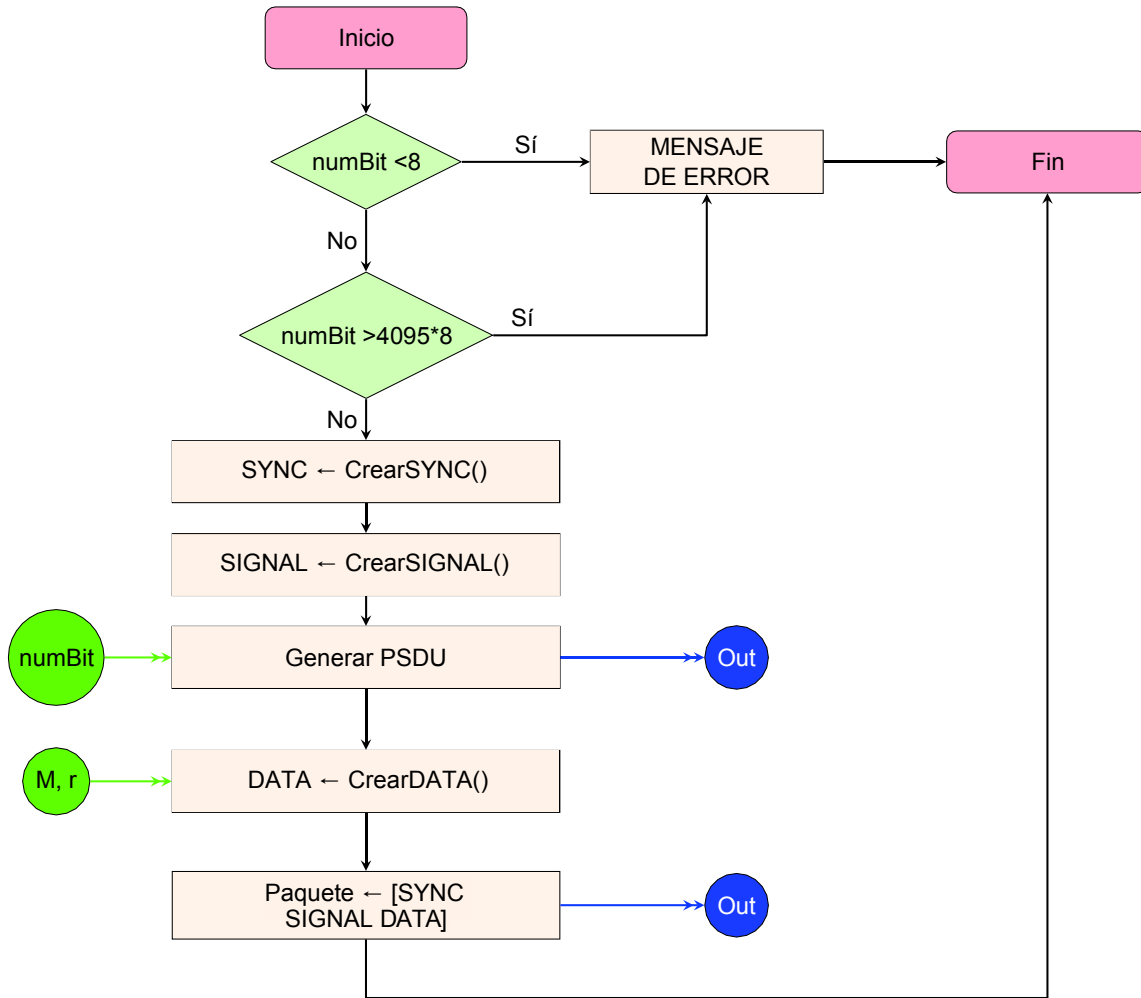 Inicio
numBit <8
Sí
MENSAJE
DE ERROR
Fin
No
numBit >4095*8
Sí
No
SYNC ← CrearSYNC()
SIGNAL ← CrearSIGNAL()
numBit
Generar PSDU
Out
M, r
DATA ← CrearDATA()
Paquete ← [SYNC
SIGNAL DATA]
Out